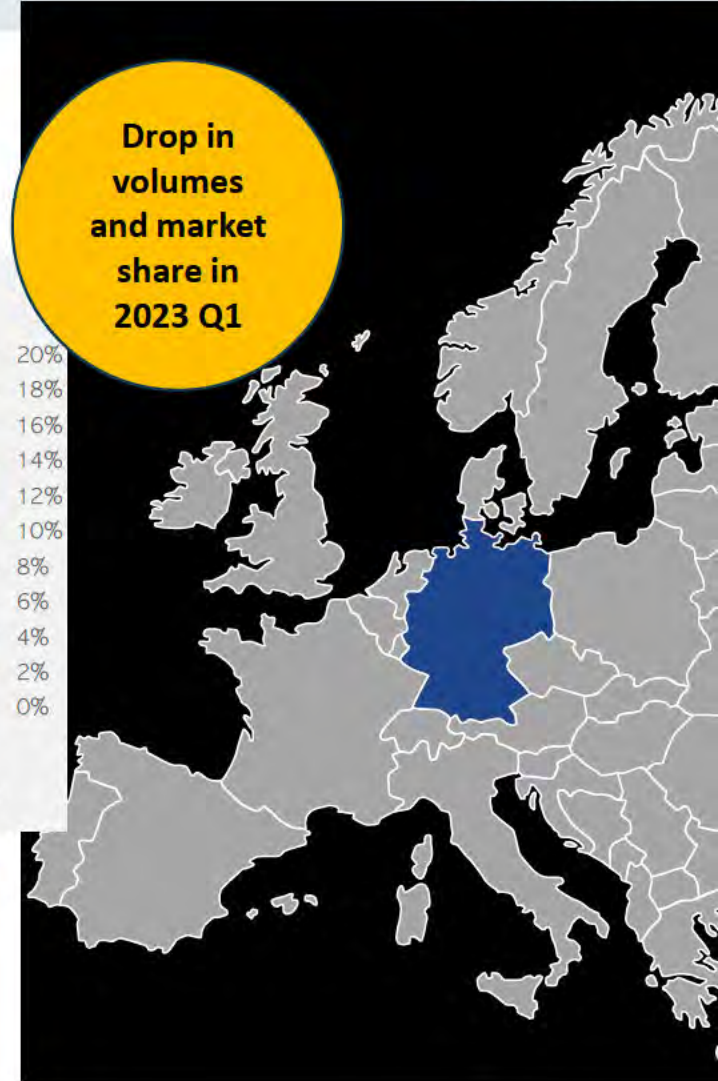 Drop in
volumes
and market
share in
2023 Q1
20%
18%
16%
14%
12%
10%
8%
6%
4%
2%
0%